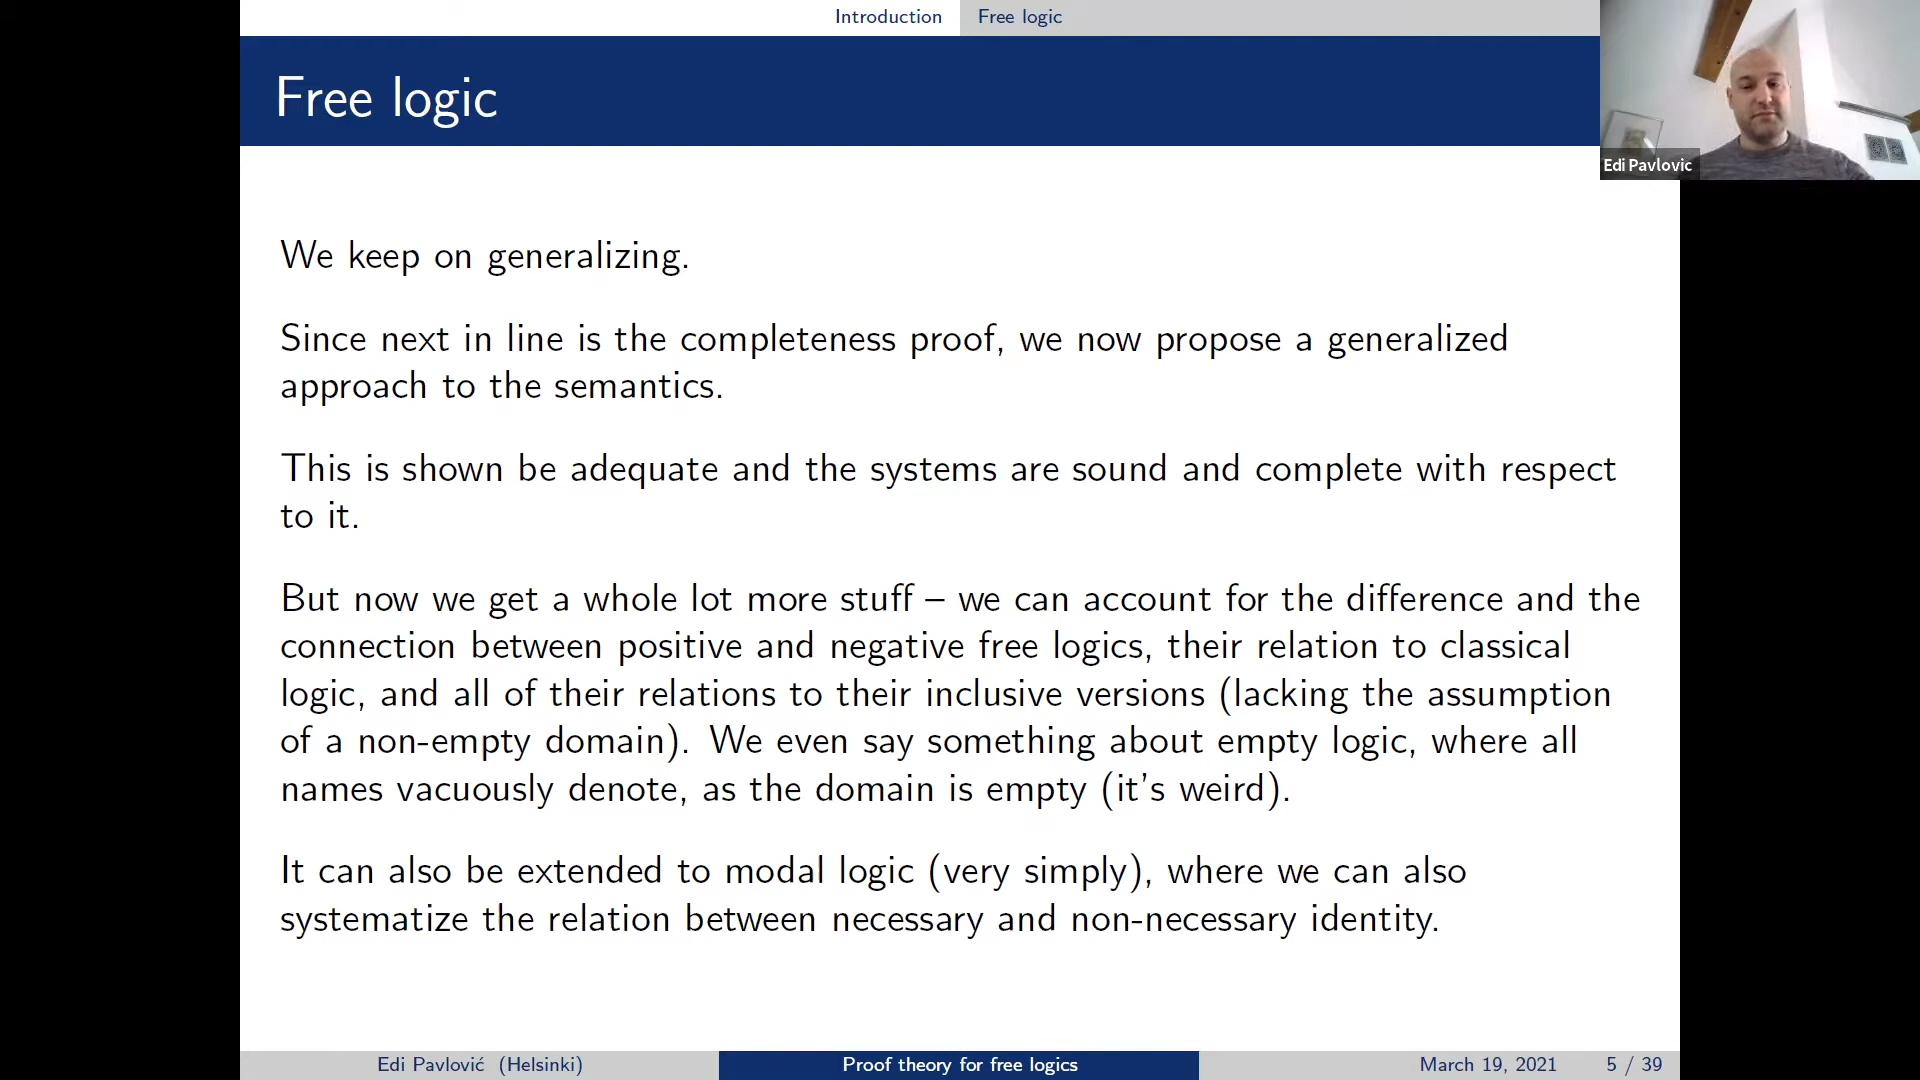 Introduction Free logic
Free logic
Edi Pavlovic
We keep on generalizing.
Since next in line is the completeness proof, we now propose a generalized
approach to the semantics.
This is shown be adequate and the systems are sound and complete with respect
to it.
But now we get a whole lot more stuff – we can account for the difference and the
connection between positive and negative free logics, their relation to classical
logic, and all of their relations to their inclusive versions (lacking the assumption
of a non-empty domain). We even say something about empty logic, where all
names vacuously denote, as the domain is empty (it's weird).
It can also be extended to modal logic (very simply), where we can also
systematize the relation between necessary and non-necessary identity.
Edi Pavlović (Helsinki) Proof theory for free logics March 19, 2021 5 / 39